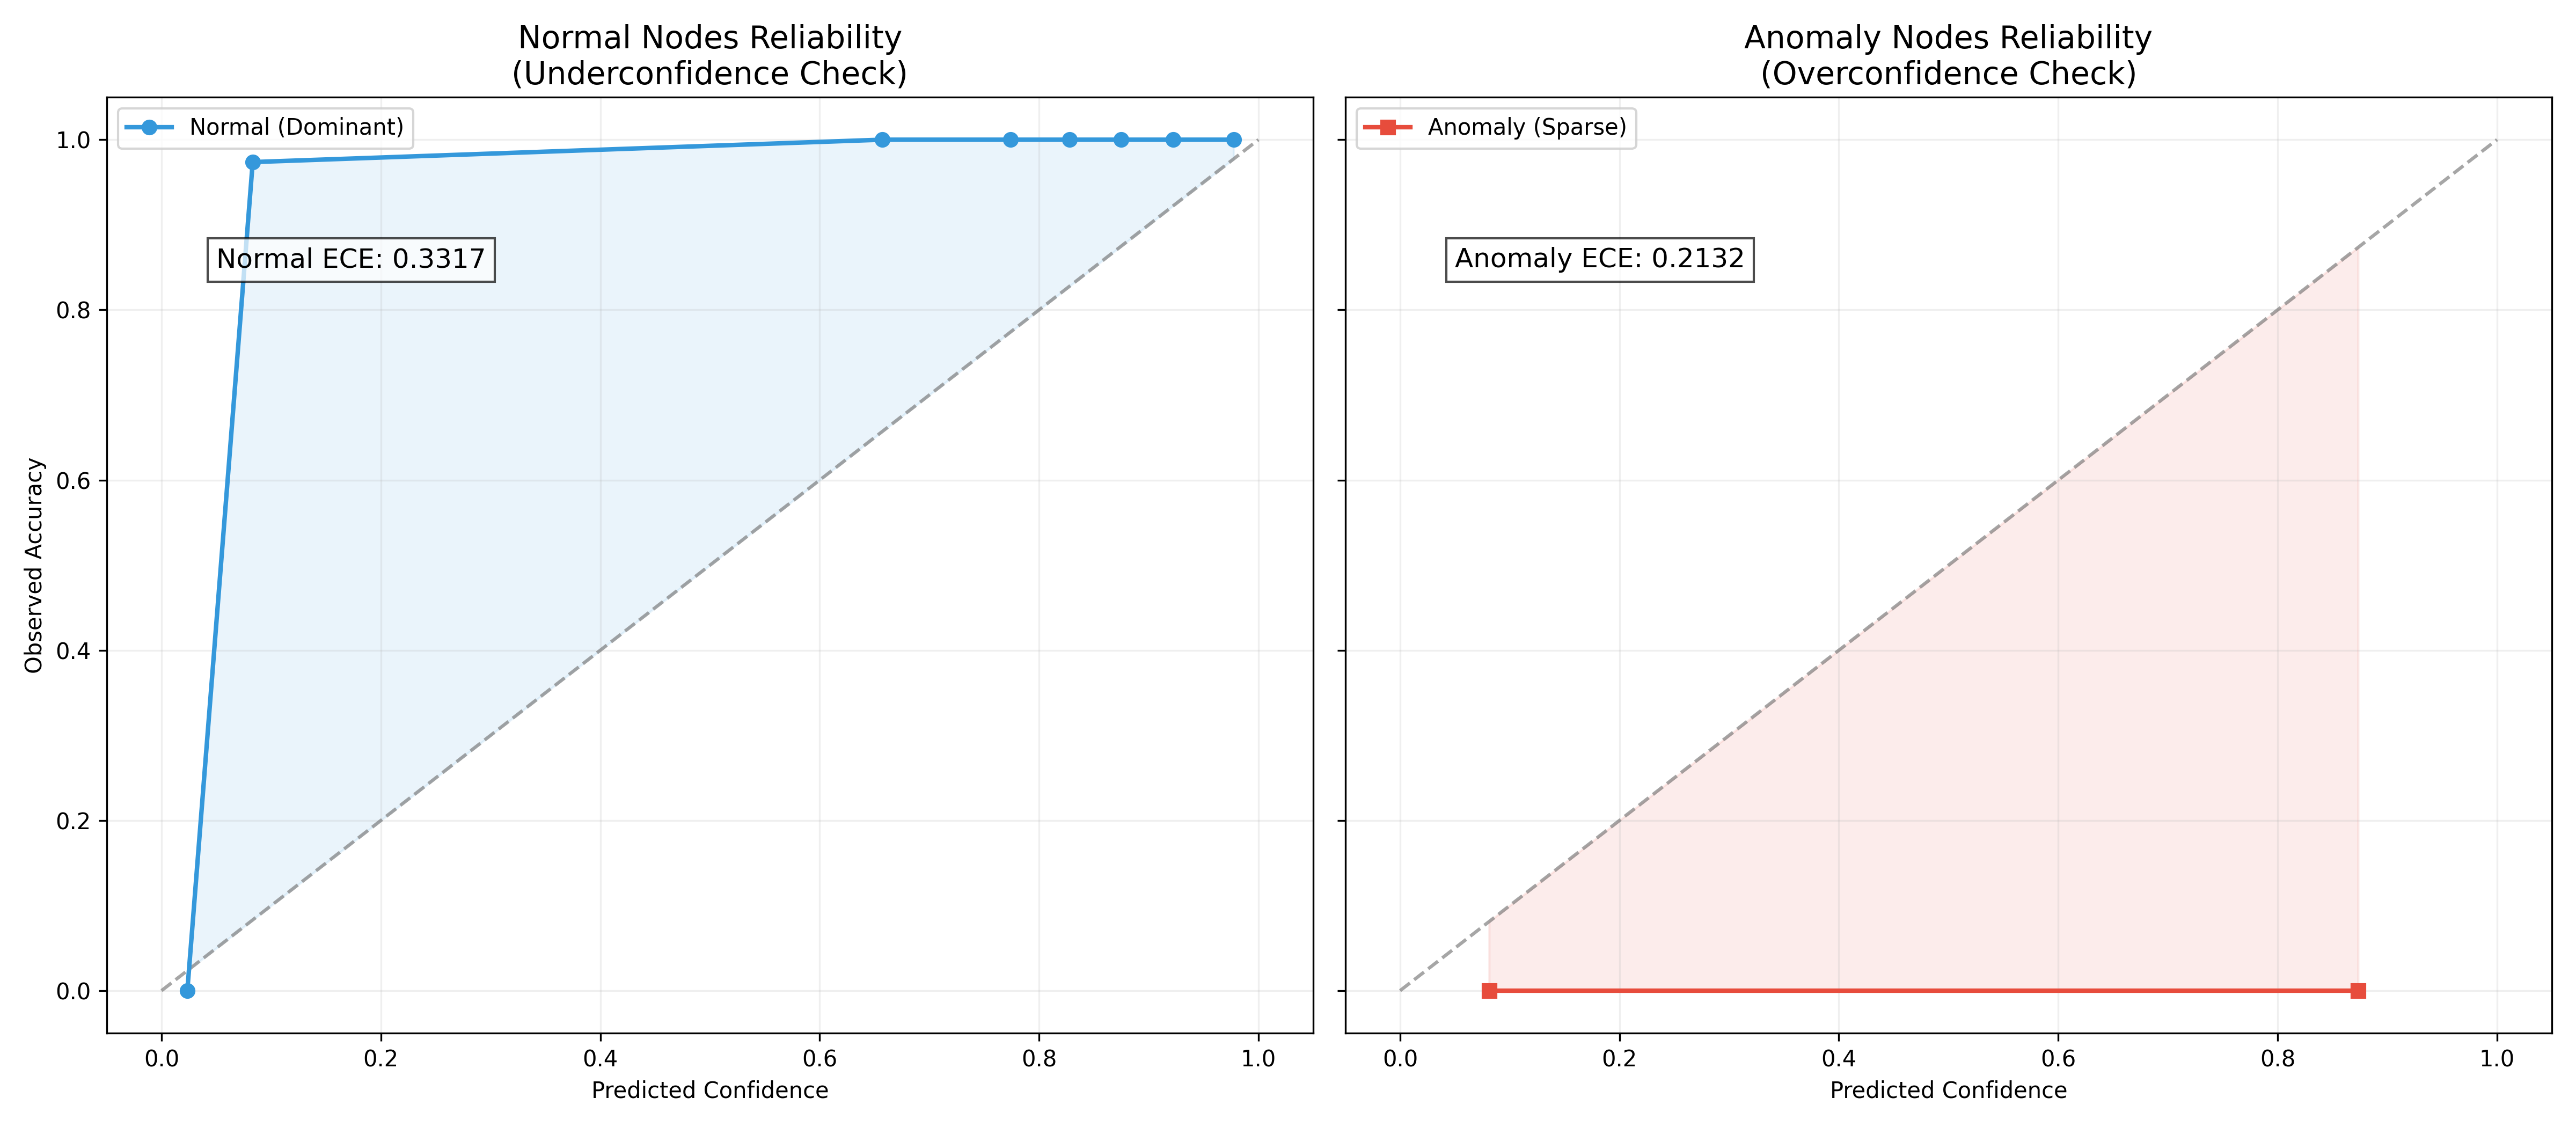 Normal Nodes Reliability
(Underconfidence Check)
Normal (Dominant)
Normal ECE: 0.3317
Observed Accuracy
1.0
0.8
0.6
0.4
0.2
0.0
0.0 0.2 0.4 0.6 0.8 1.0
Predicted Confidence
Anomaly Nodes Reliability
(Overconfidence Check)
Anomaly (Sparse)
Anomaly ECE: 0.2132
0.0 0.2 0.4 0.6 0.8 1.0
Predicted Confidence